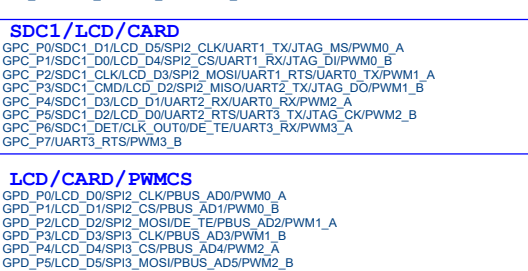 SDC1/LCD/CARD
GPC_P0/SDC1_D1/LCD_D5/SPI2_CLK/UART1_TX/JTAG_MS/PWM0_A
GPC_P1/SDC1_D0/LCD_D4/SPI2_CS/UART1_RX/JTAG_DI/PWM0_B
GPC_P2/SDC1_CLK/LCD_D3/SPI2_MOSI/UART1_RTS/UART0_TX/PWM1_A
GPC_P3/SDC1_CMD/LCD_D2/SPI2_MISO/UART2_TX/JTAG_DO/PWM1_B
GPC_P4/SDC1_D3/LCD_D1/UART2_RX/UART0_RX/PWM2_A
GPC_P5/SDC1_D2/LCD_D0/UART2_RTS/UART3_TX/JTAG_CK/PWM2_B
GPC_P6/SDC1_DET/CLK_OUT0/DE_TE/UART3_RX/PWM3_A
GPC_P7/UART3_RTS/PWM3_B
LCD/CARD/PWMCS
GPD_P0/LCD_D0/SPI2_CLK/PBUS_AD0/PWM0_A
GPD_P1/LCD_D1/SPI2_CS/PBUS_AD1/PWM0_B
GPD_P2/LCD_D2/SPI2_MOSI/DE_TE/PBUS_AD2/PWM1_A
GPD_P3/LCD_D3/SPI3_CLK/PBUS_AD3/PWM1_B
GPD_P4/LCD_D4/SPI3_CS/PBUS_AD4/PWM2_A
GPD_P5/LCD_D5/SPI3_MOSI/PBUS_AD5/PWM2_B